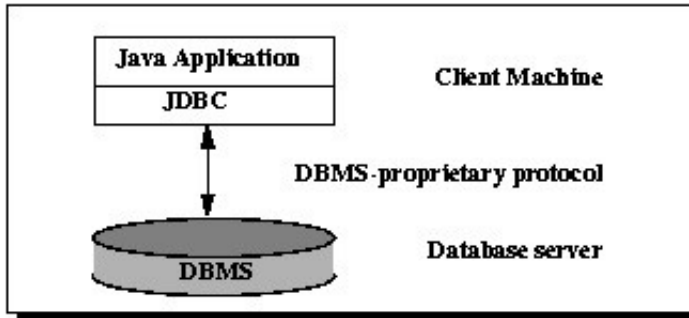 Java Application
Client Machine
JDBC
DBMS-proprietary protocol
Database server
DBMS